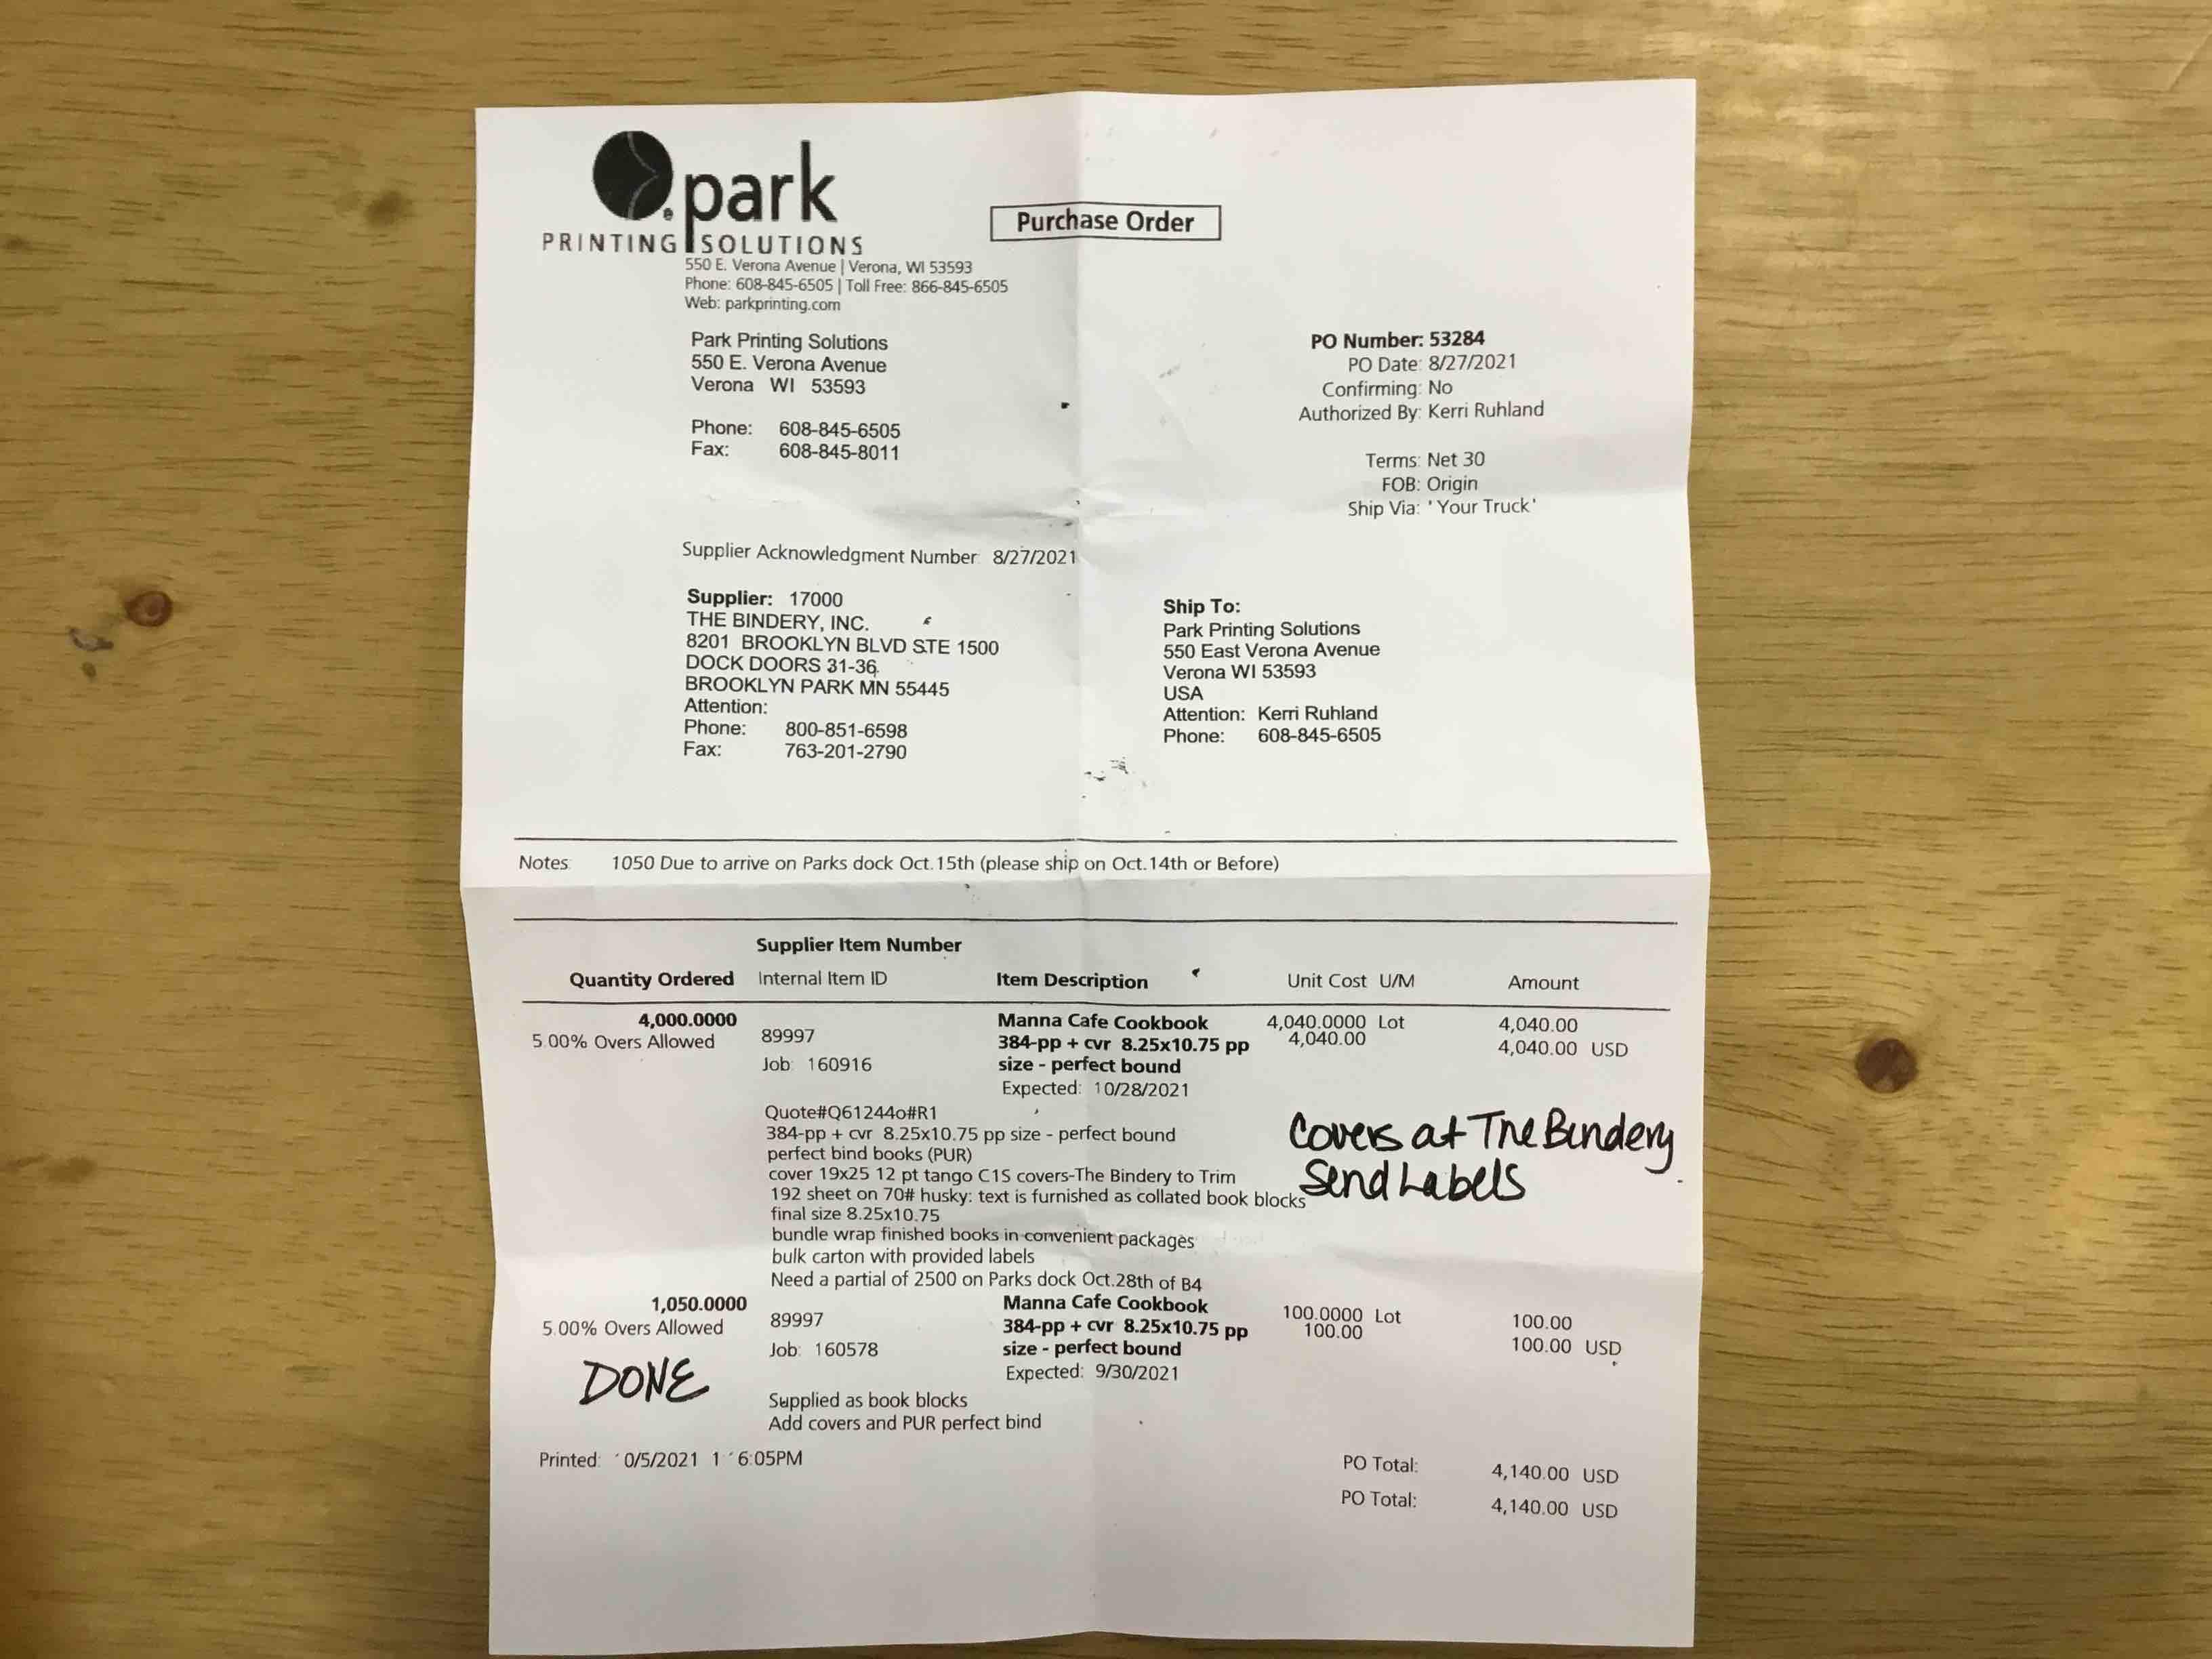 park
PRINTING SOLUTIONS
550 E. Verona Avenue | Verona, WI 53593
Phone: 608-845-6505 | Toll Free: 866-845-6505
Web: parkprinting.com
Purchase Order
Park Printing Solutions
550 E. Verona Avenue
Verona WI 53593
Phone: 608-845-6505
Fax: 608-845-8011
PO Number: 53284
PO Date: 8/27/2021
Confirming: No
Authorized By: Kerri Ruhland
Terms: Net 30
FOB: Origin
Ship Via: 'Your Truck'
Supplier Acknowledgment Number: 8/27/2021
Supplier: 17000
THE BINDERY, INC.
8201 BROOKLYN BLVD STE 1500
DOCK DOORS 31-36
BROOKLYN PARK MN 55445
Attention:
Phone: 800-851-6598
Fax: 763-201-2790
Ship To:
Park Printing Solutions
550 East Verona Avenue
Verona WI 53593
USA
Attention: Kerri Ruhland
Phone: 608-845-6505
Notes: 1050 Due to arrive on Parks dock Oct.15th (please ship on Oct.14th or Before)
Supplier Item Number
Quantity Ordered Internal Item ID Item Description Unit Cost U/M Amount
4,000.0000 Manna Cafe Cookbook 4,040.0000 Lot 4,040.00
5.00% Overs Allowed 89997 384-pp + cvr 8.25x10.75 pp 4,040.00 4,040.00 USD
Job: 160916 size - perfect bound
Expected: 10/28/2021
Quote#Q61244o#R1
384-pp + cvr 8.25x10.75 pp size - perfect bound
perfect bind books (PUR)
cover 19x25 12 pt tango C1S covers-The Bindery to Trim
192 sheet on 70# husky: text is furnished as collated book blocks
final size 8.25x10.75
bundle wrap finished books in convenient packages
bulk carton with provided labels
Need a partial of 2500 on Parks dock Oct.28th of B4
Covers at The Bindery
Send Labels
1,050.0000 Manna Cafe Cookbook 100.0000 Lot 100.00
5.00% Overs Allowed 89997 384-pp + cvr 8.25x10.75 pp 100.00 100.00 USD
Job: 160578 size - perfect bound
Expected: 9/30/2021
DONE
Supplied as book blocks
Add covers and PUR perfect bind
Printed: 0/5/2021 1 6:05PM
PO Total: 4,140.00 USD
PO Total: 4,140.00 USD